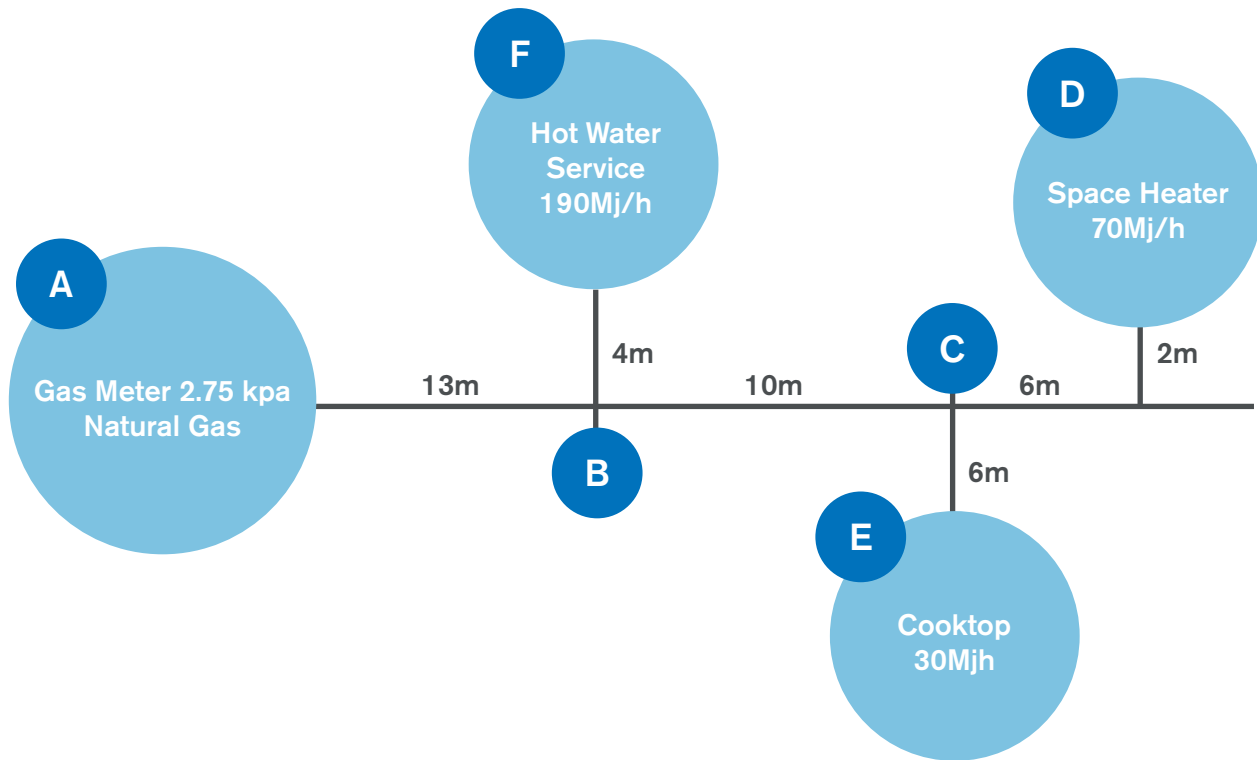 F
Hot Water
Service
190Mj/h
D
Space Heater
70Mj/h
A
Gas Meter 2.75 kpa
Natural Gas
13m
4m
10m
C
6m
2m
B
6m
E
Cooktop
30Mjh